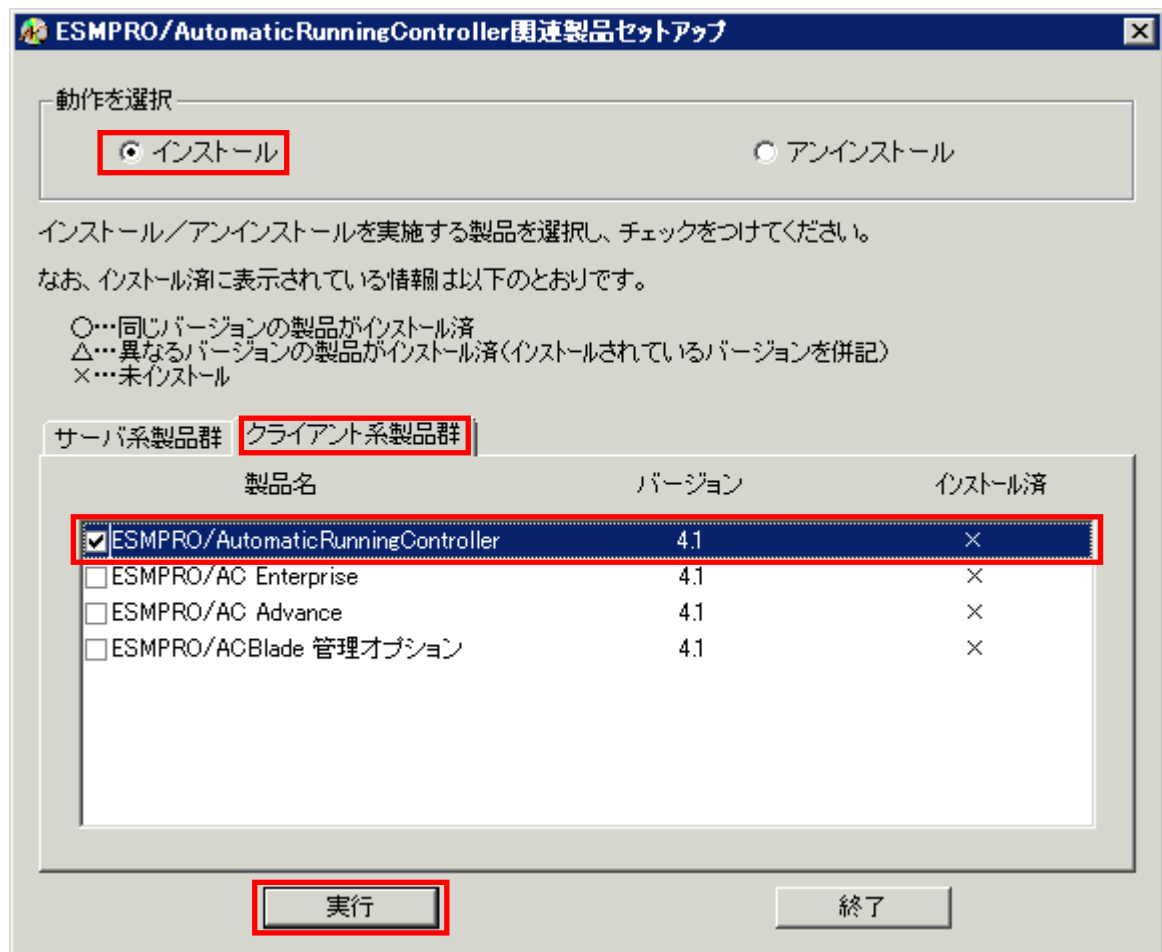 ESMPRO/AutomaticRunningController関連製品セットアップ
動作を選択
インストール アンインストール
インストール／アンインストールを実施する製品を選択し、チェックをつけてください。
なお、インストール済に表示されている情報は以下のとおりです。
○…同じバージョンの製品がインストール済
△…異なるバージョンの製品がインストール済(インストールされているバージョンを併記)
×…未インストール
サーバ系製品群 クライアント系製品群
製品名 バージョン インストール済
ESMPRO/AutomaticRunningController 4.1 ×
ESMPRO/AC Enterprise 4.1 ×
ESMPRO/AC Advance 4.1 ×
ESMPRO/ACBlade 管理オプション 4.1 ×
実行 終了